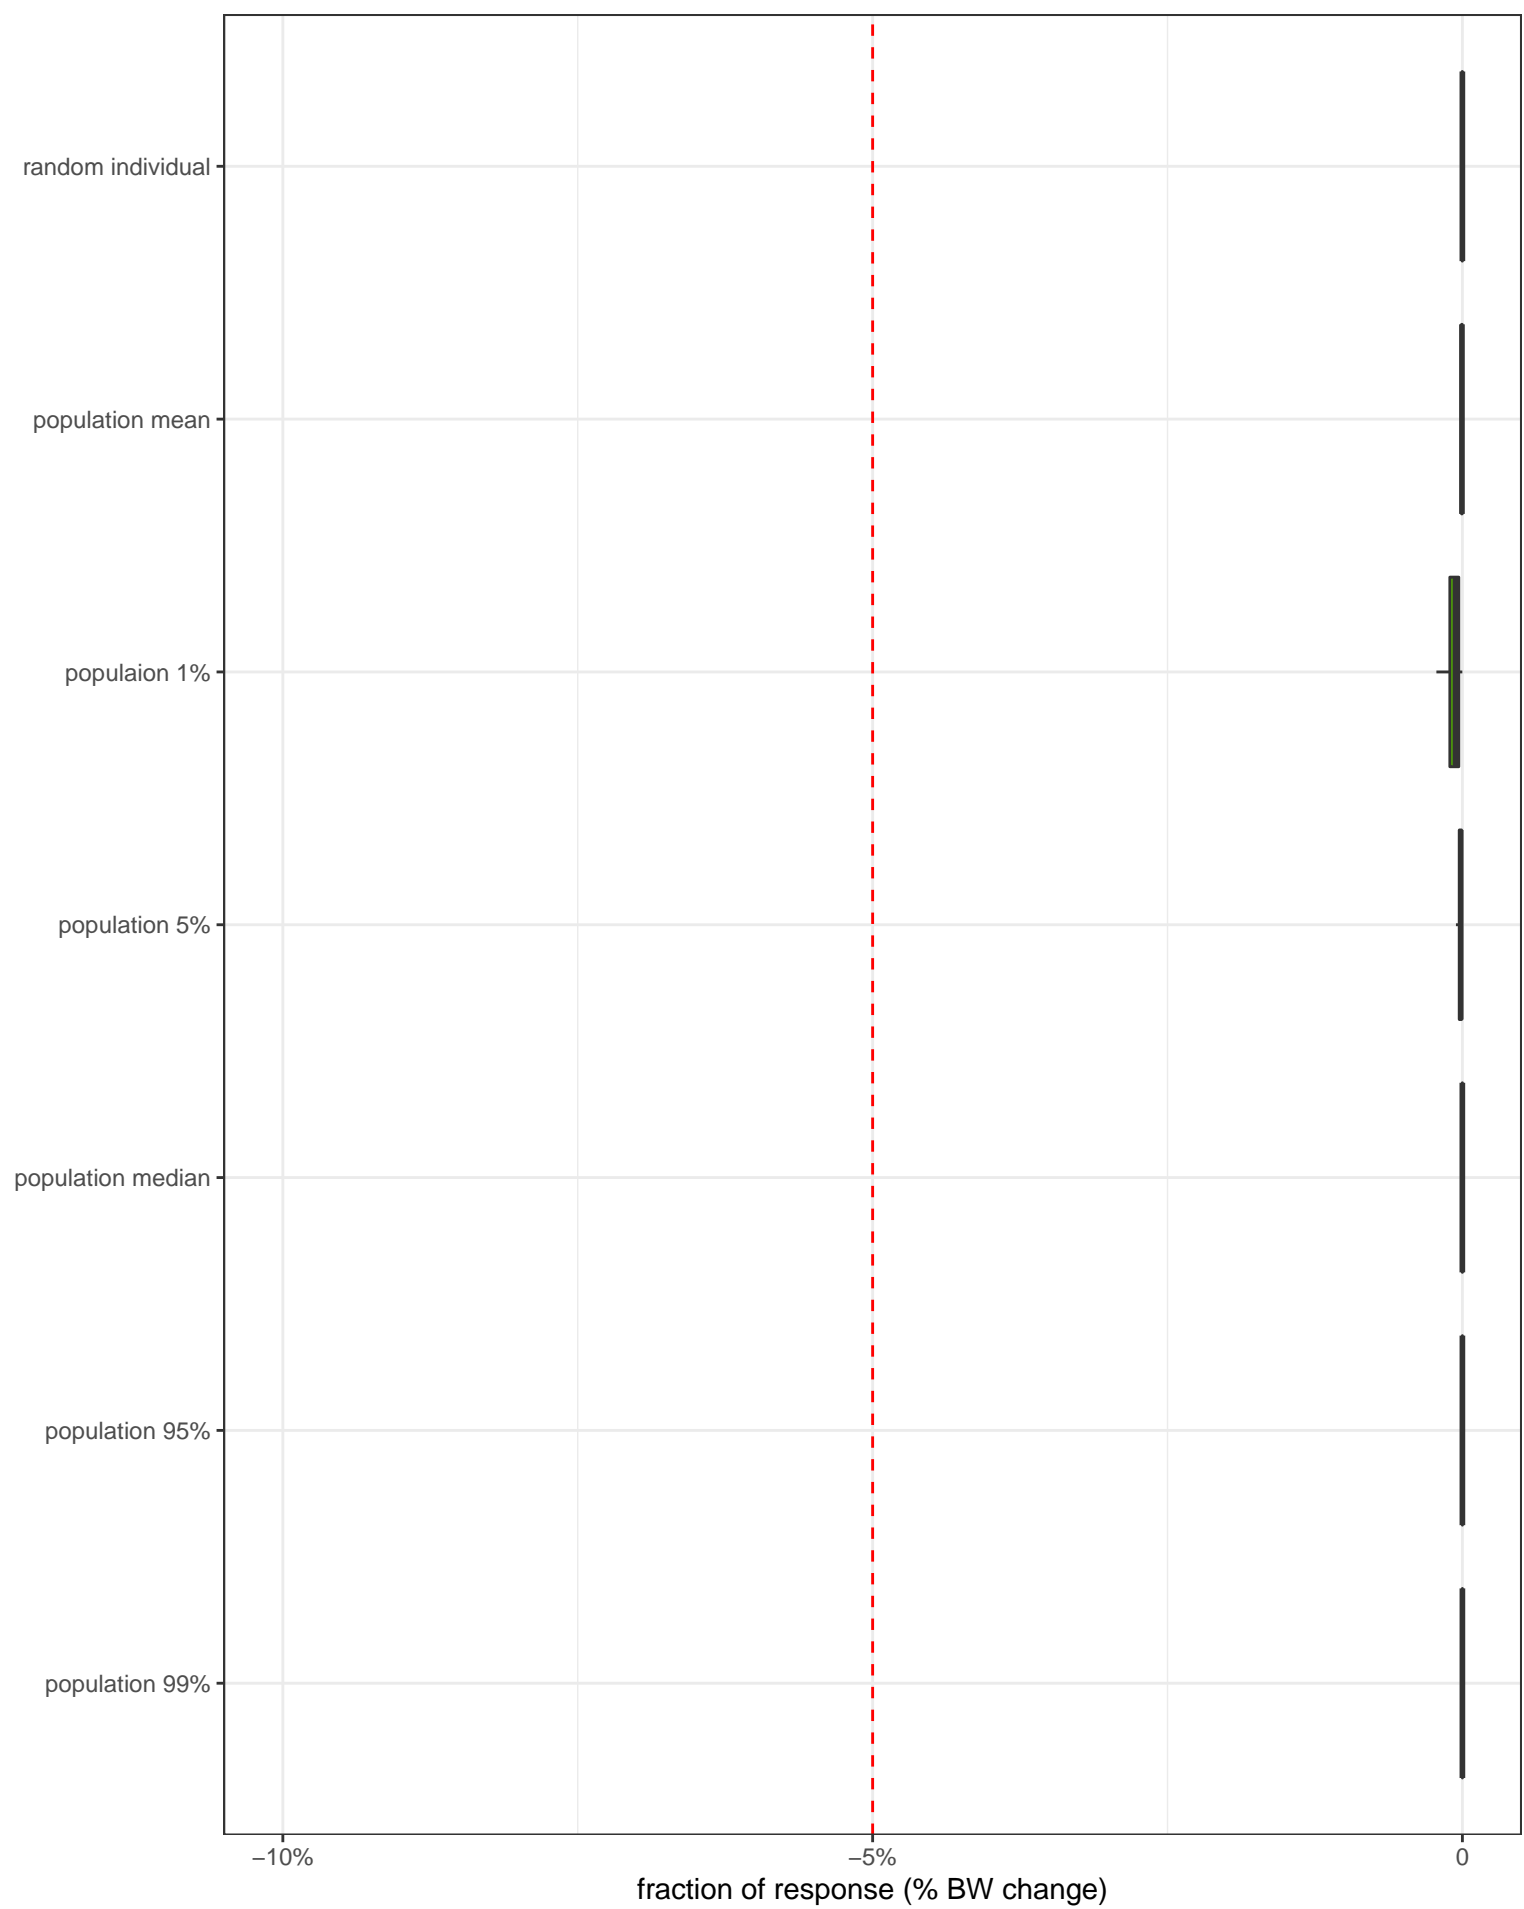 random individual
population mean
populaion 1%
population 5%
population median
population 95%
population 99%
−10%
−5%
0
fraction of response (% BW change)